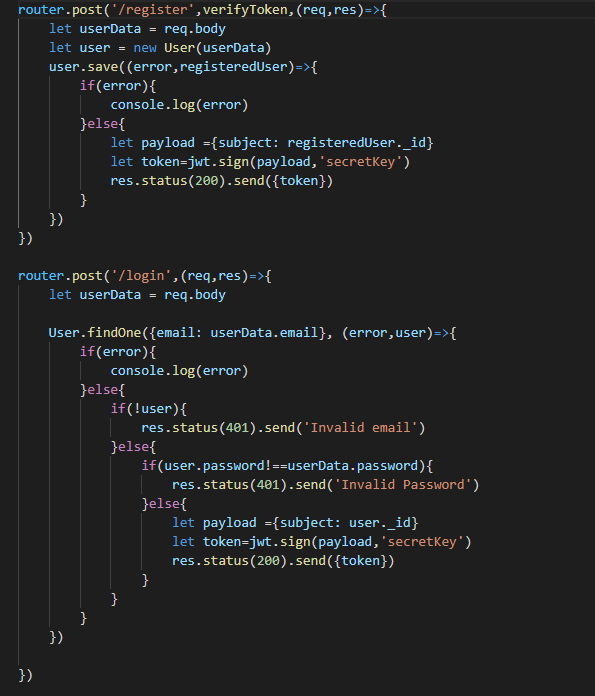 router.post('/register',verifyToken,(req,res)=>{
    let userData = req.body
    let user = new User(userData)
    user.save((error,registeredUser)=>{
        if(error){
            console.log(error)
        }else{
            let payload ={subject: registeredUser._id}
            let token=jwt.sign(payload,'secretKey')
            res.status(200).send({token})
        }
    })
})

router.post('/login',(req,res)=>{
    let userData = req.body

    User.findOne({email: userData.email}, (error,user)=>{
        if(error){
            console.log(error)
        }else{
            if(!user){
                res.status(401).send('Invalid email')
            }else{
                if(user.password!==userData.password){
                    res.status(401).send('Invalid Password')
                }else{
                    let payload ={subject: user._id}
                    let token=jwt.sign(payload,'secretKey')
                    res.status(200).send({token})
                }
            }
        }
    })

})